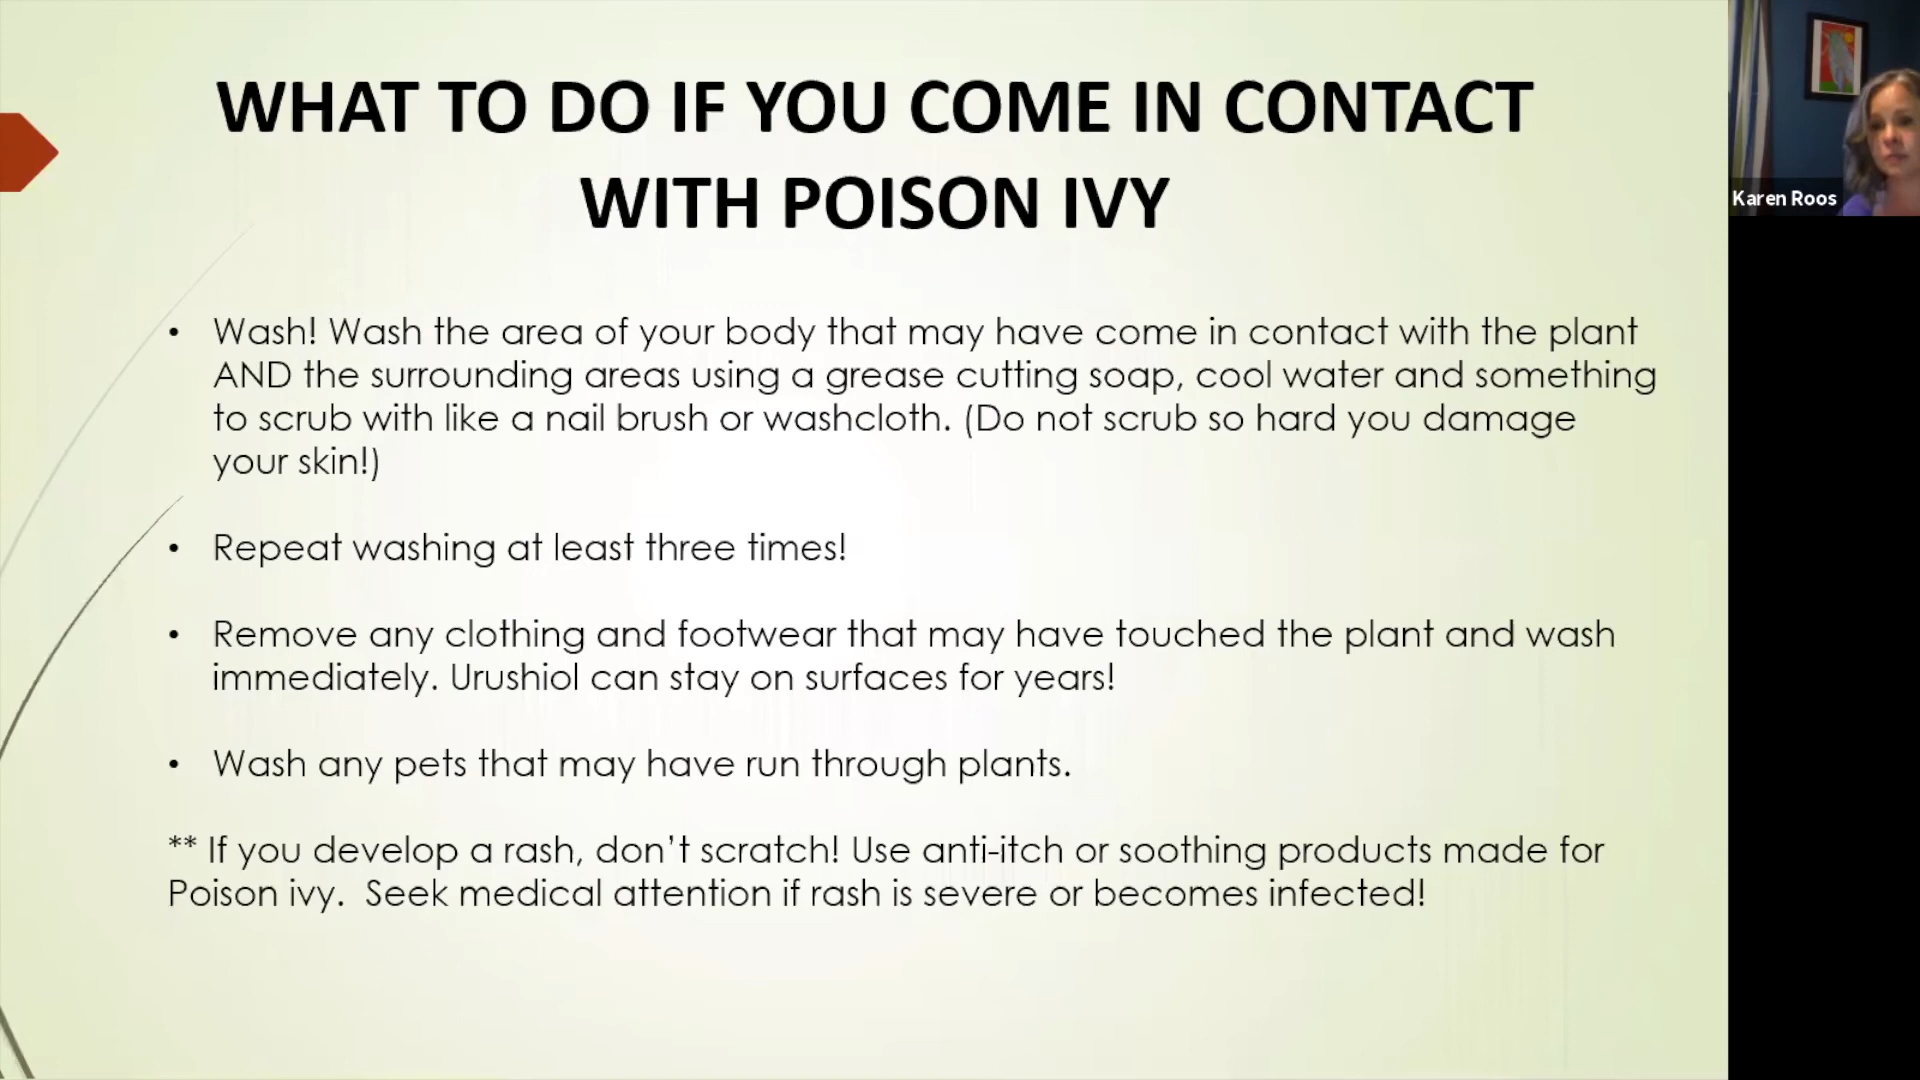 WHAT TO DO IF YOU COME IN CONTACT
WITH POISON IVY
Karen Roos
• Wash! Wash the area of your body that may have come in contact with the plant
AND the surrounding areas using a grease cutting soap, cool water and something
to scrub with like a nail brush or washcloth. (Do not scrub so hard you damage
your skin!)
• Repeat washing at least three times!
• Remove any clothing and footwear that may have touched the plant and wash
immediately. Urushiol can stay on surfaces for years!
• Wash any pets that may have run through plants.
** If you develop a rash, don’t scratch! Use anti-itch or soothing products made for
Poison ivy.  Seek medical attention if rash is severe or becomes infected!